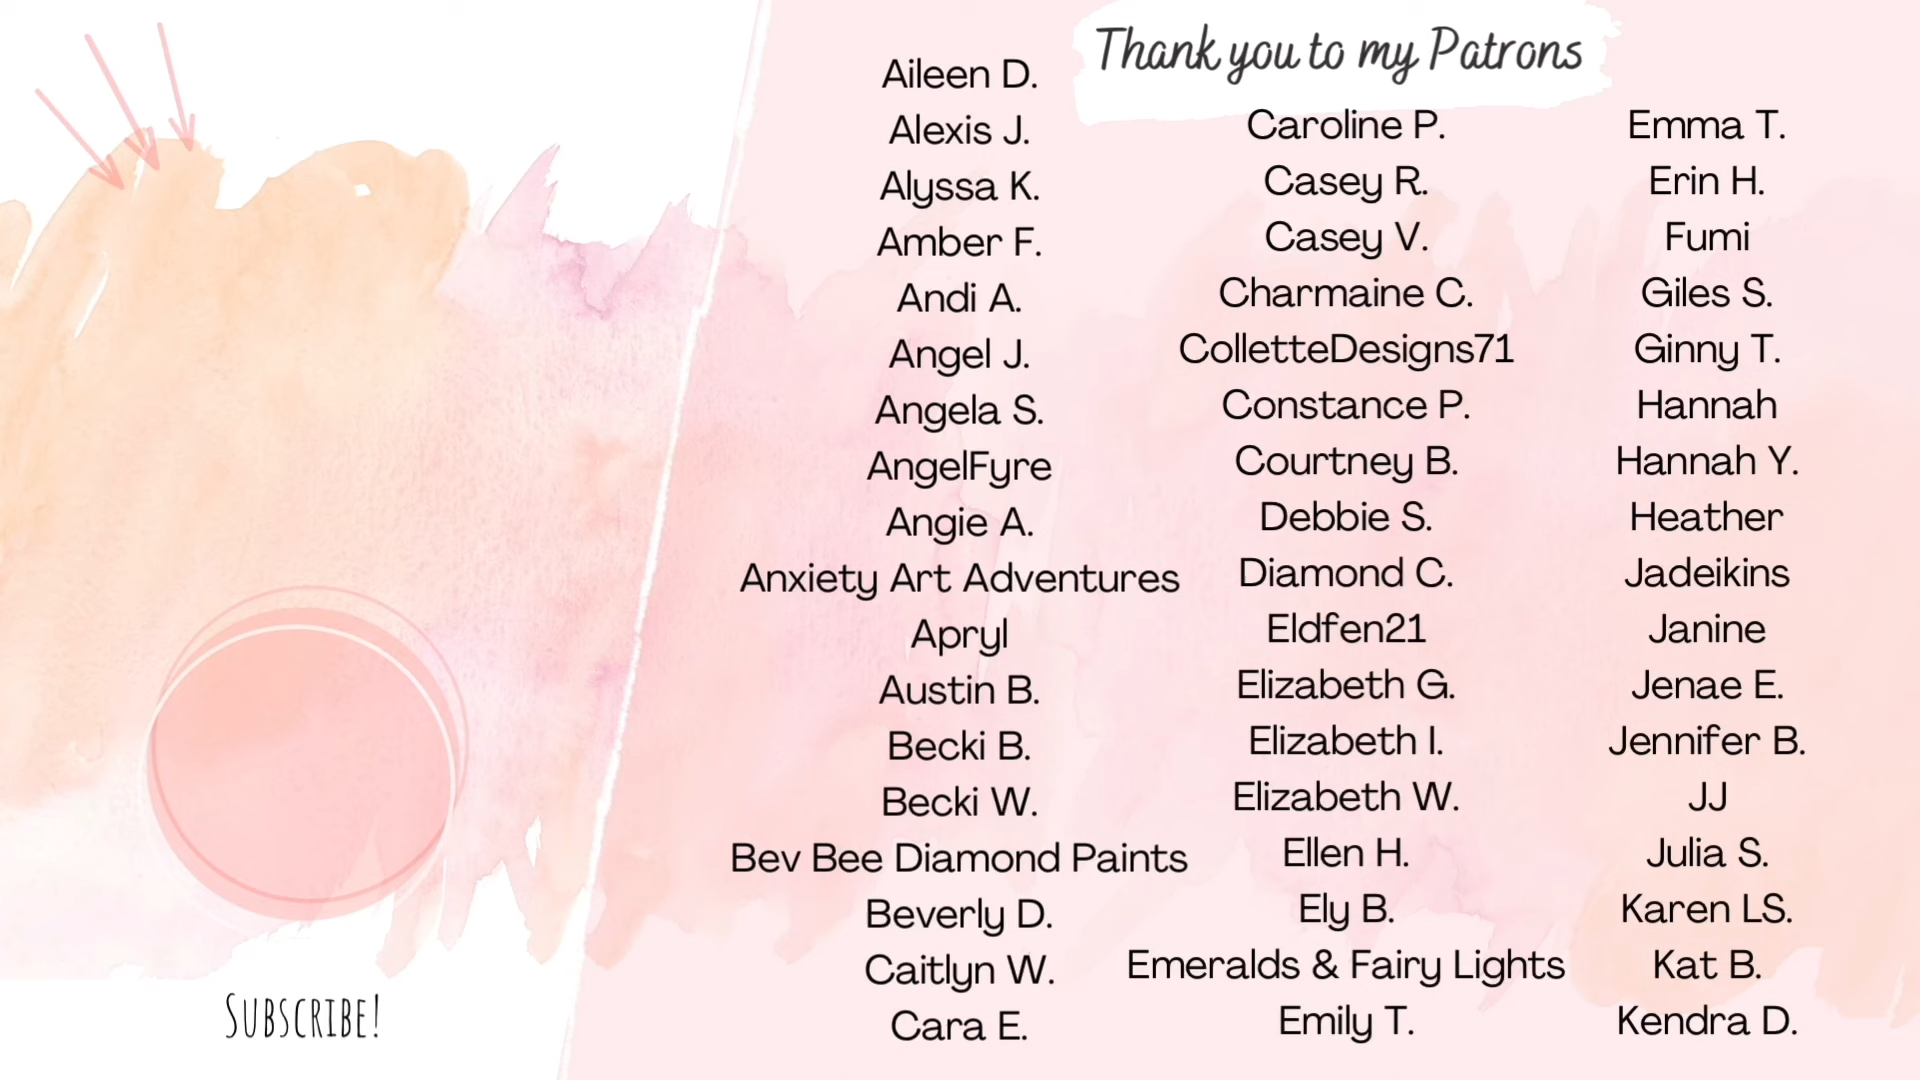 Thank you to my Patrons
Aileen D.
Alexis J.
Alyssa K.
Amber F.
Andi A.
Angel J.
Angela S.
AngelFyre
Angie A.
Anxiety Art Adventures
Apryl
Austin B.
Becki B.
Becki W.
Bev Bee Diamond Paints
Beverly D.
Caitlyn W.
Cara E.
Caroline P.
Casey R.
Casey V.
Charmaine C.
ColletteDesigns71
Constance P.
Courtney B.
Debbie S.
Diamond C.
Eldfen21
Elizabeth G.
Elizabeth I.
Elizabeth W.
Ellen H.
Ely B.
Emeralds & Fairy Lights
Emily T.
Emma T.
Erin H.
Fumi
Giles S.
Ginny T.
Hannah
Hannah Y.
Heather
Jadeikins
Janine
Jenae E.
Jennifer B.
JJ
Julia S.
Karen LS.
Kat B.
Kendra D.
Subscribe!